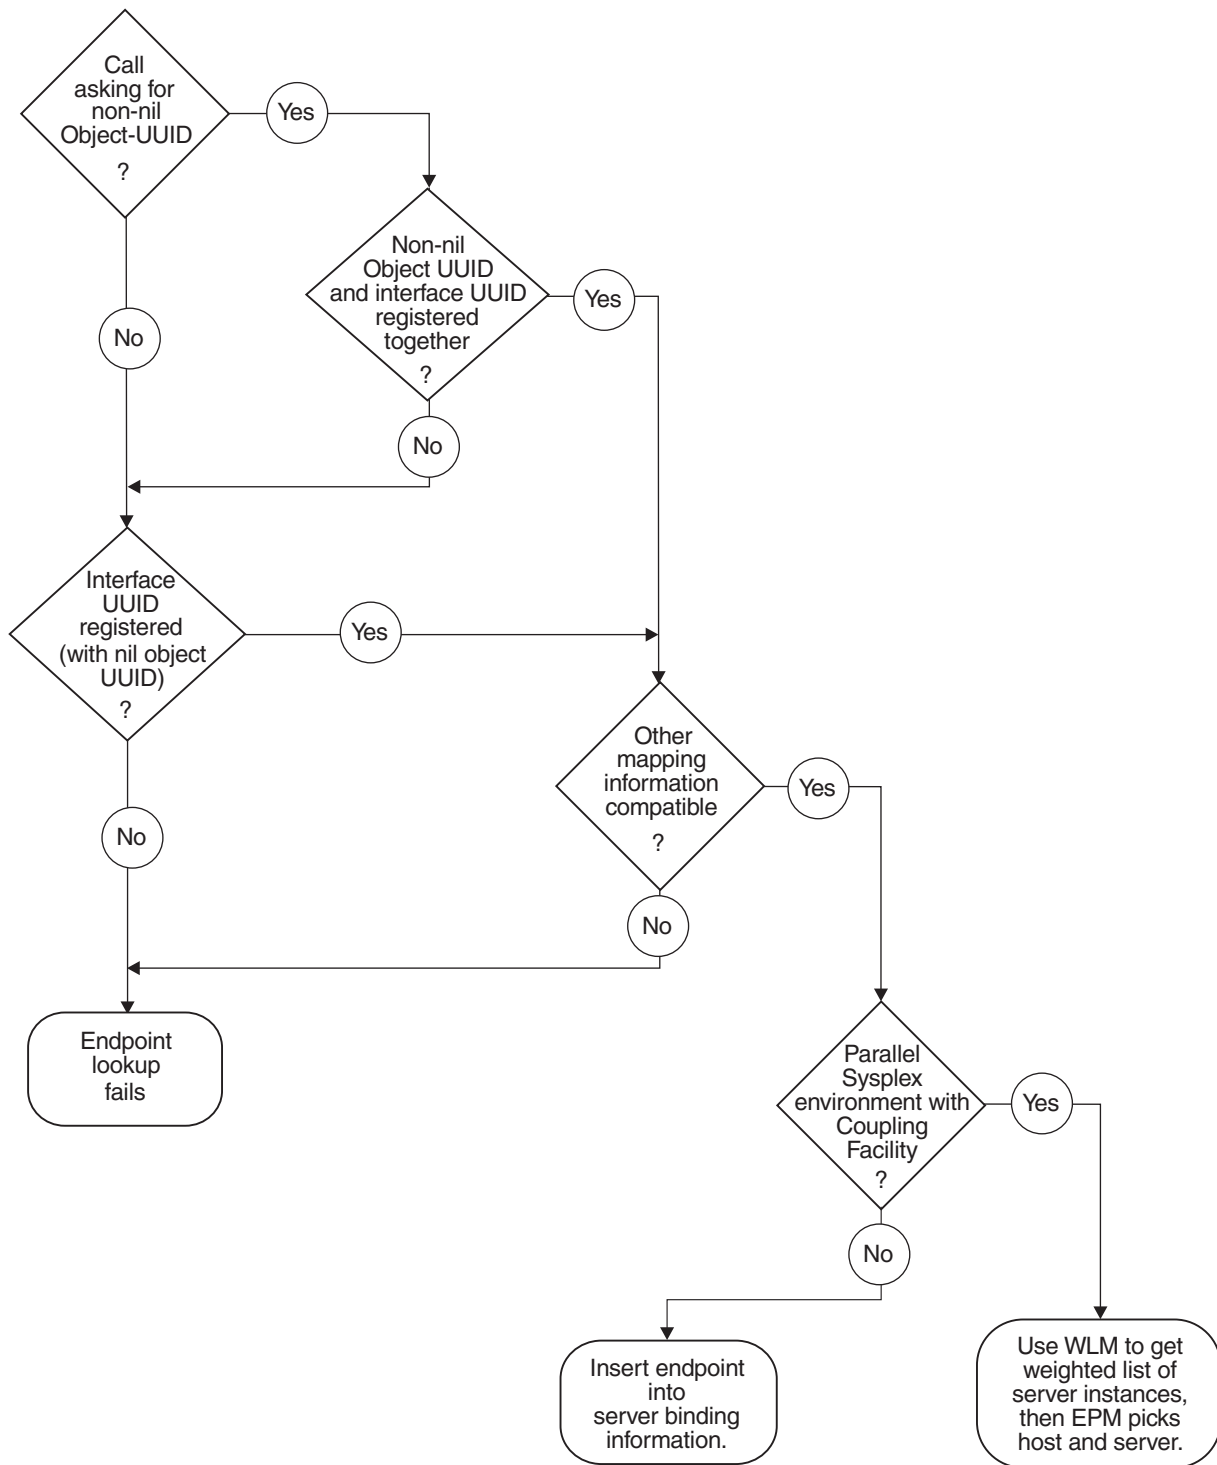 Call
asking for
non-nil
Object-UUID
?
Yes
No
Non-nil
Object UUID
and interface UUID
registered
together
?
Yes
No
Interface
UUID
registered
(with nil object
UUID)
?
Yes
No
Other
mapping
information
compatible
?
Yes
No
Endpoint
lookup
fails
Parallel
Sysplex
environment with
Coupling
Facility
?
Yes
No
Insert endpoint
into
server binding
information.
Use WLM to get
weighted list of
server instances,
then EPM picks
host and server.